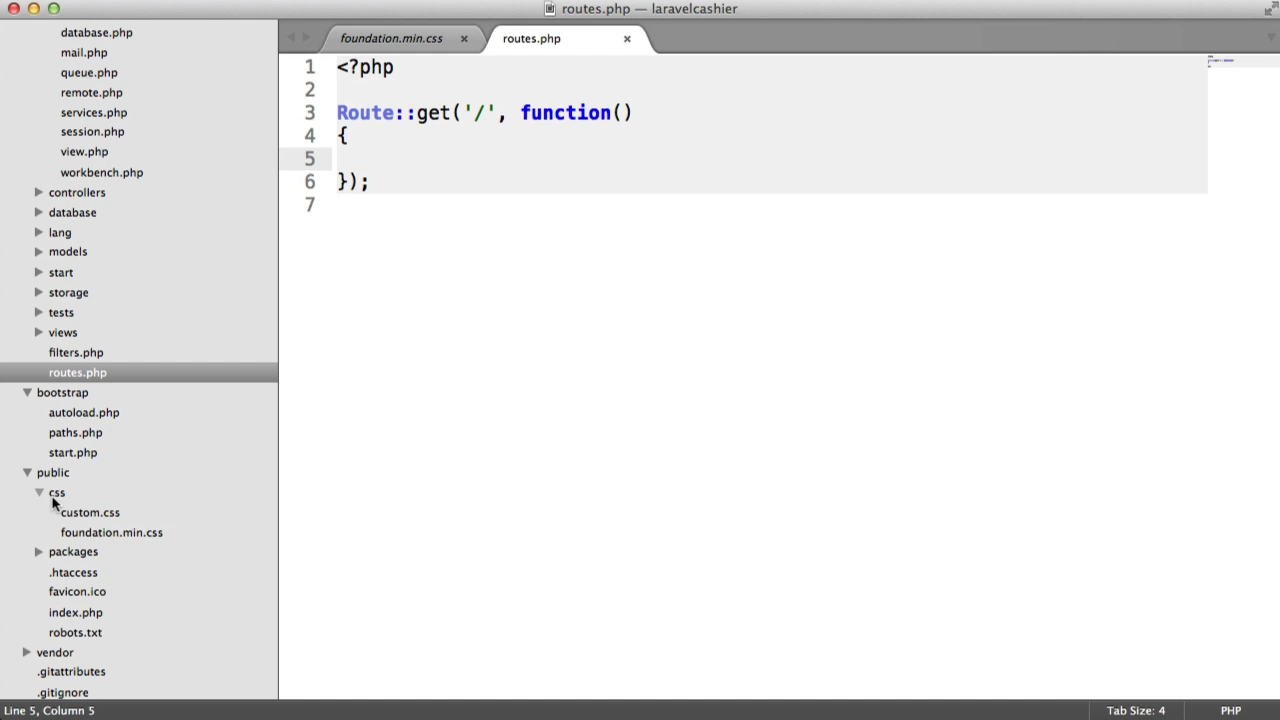 routes.php — laravelcashier
database.php
mail.php
queue.php
remote.php
services.php
session.php
view.php
workbench.php
controllers
database
lang
models
start
storage
tests
views
filters.php
routes.php
bootstrap
autoload.php
paths.php
start.php
public
css
custom.css
foundation.min.css
packages
.htaccess
favicon.ico
index.php
robots.txt
vendor
.gitattributes
.gitignore
foundation.min.css × routes.php ×
1 <?php
2
3 Route::get('/', function()
4 {
5
6 });
7
Line 5, Column 5 Tab Size: 4 PHP